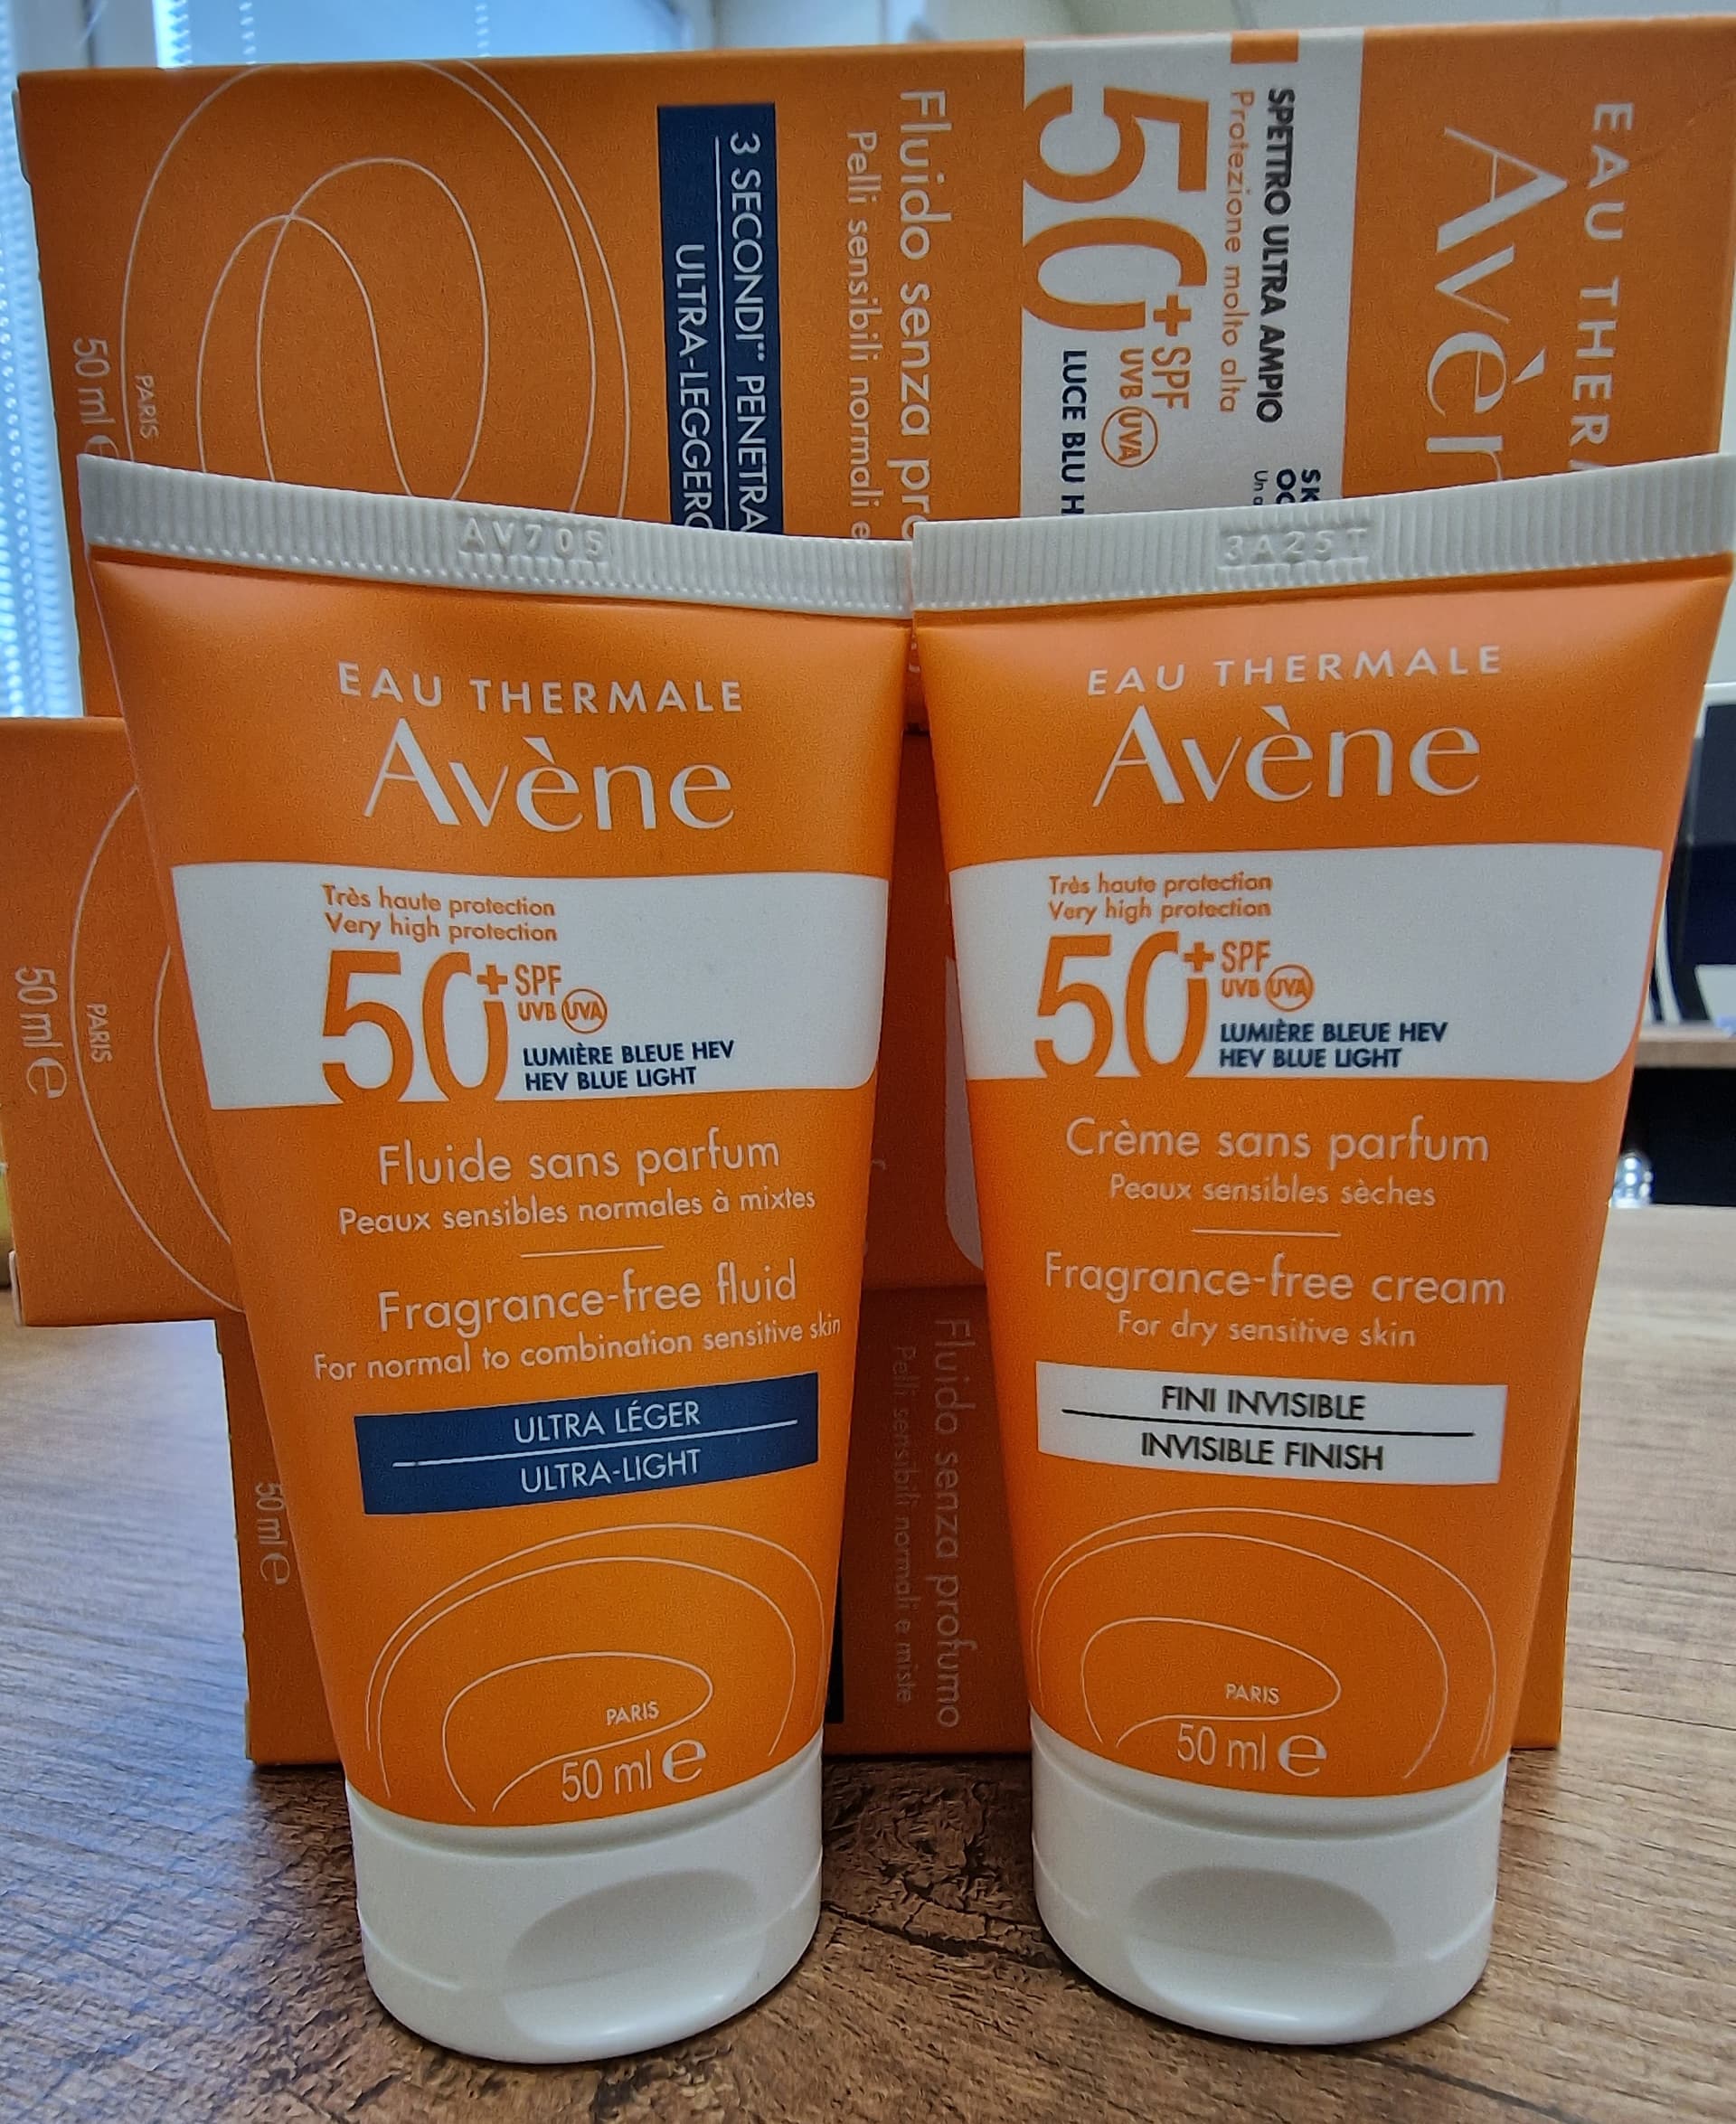 EAU THER
Avèn
SPETTRO ULTRA AMPIO
Protezione molto alta
50+ SPF
UVB UVA
LUCE BLU H
Fluido senza pr
Pelli sensibili normali e
3 SECONDI** PENETRA
ULTRA-LEGGERO
PARIS
50 ml e
PARIS
50 ml e
50 ml e
Fluido senza profumo
Pelli sensibili normali e miste
AV705
EAU THERMALE
Avène
Très haute protection
Very high protection
50+ SPF
UVB UVA
LUMIÈRE BLEUE HEV
HEV BLUE LIGHT
Fluide sans parfum
Peaux sensibles normales à mixtes
Fragrance-free fluid
For normal to combination sensitive skin
ULTRA LÉGER
ULTRA-LIGHT
PARIS
50 ml e
3A25T
EAU THERMALE
Avène
Très haute protection
Very high protection
50+ SPF
UVB UVA
LUMIÈRE BLEUE HEV
HEV BLUE LIGHT
Crème sans parfum
Peaux sensibles sèches
Fragrance-free cream
For dry sensitive skin
FINI INVISIBLE
INVISIBLE FINISH
PARIS
50 ml e